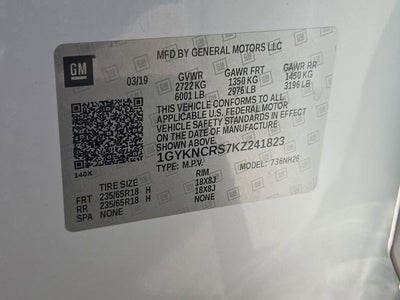 GM
MFD BY GENERAL MOTORS LLC
03/19 GVWR GAWR FRT GAWR RR
2722 KG 1350 KG 1450 KG
6001 LB 2976 LB 3196 LB
THIS VEHICLE CONFORMS TO ALL
APPLICABLE U.S. FEDERAL MOTOR
VEHICLE SAFETY STANDARDS IN EFFECT
ON THE DATE OF MANUFACTURE
SHOWN ABOVE.
1GYKNCRS7KZ241823
140X TYPE: M.P.V. MODEL: 736NH26
TIRE SIZE RIM
FRT 235/65R18 H 18X8J
RR 235/65R18 H 18X8J
SPA NONE NONE